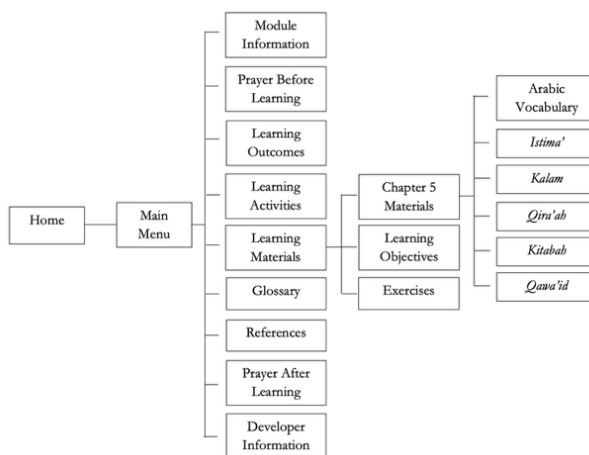 Home
Main
Menu
Module
Information
Prayer Before
Learning
Learning
Outcomes
Learning
Activities
Learning
Materials
Glossary
References
Prayer After
Learning
Developer
Information
Chapter 5
Materials
Learning
Objectives
Exercises
Arabic
Vocabulary
Istima'
Kalam
Qira'ah
Kitabah
Qawa'id